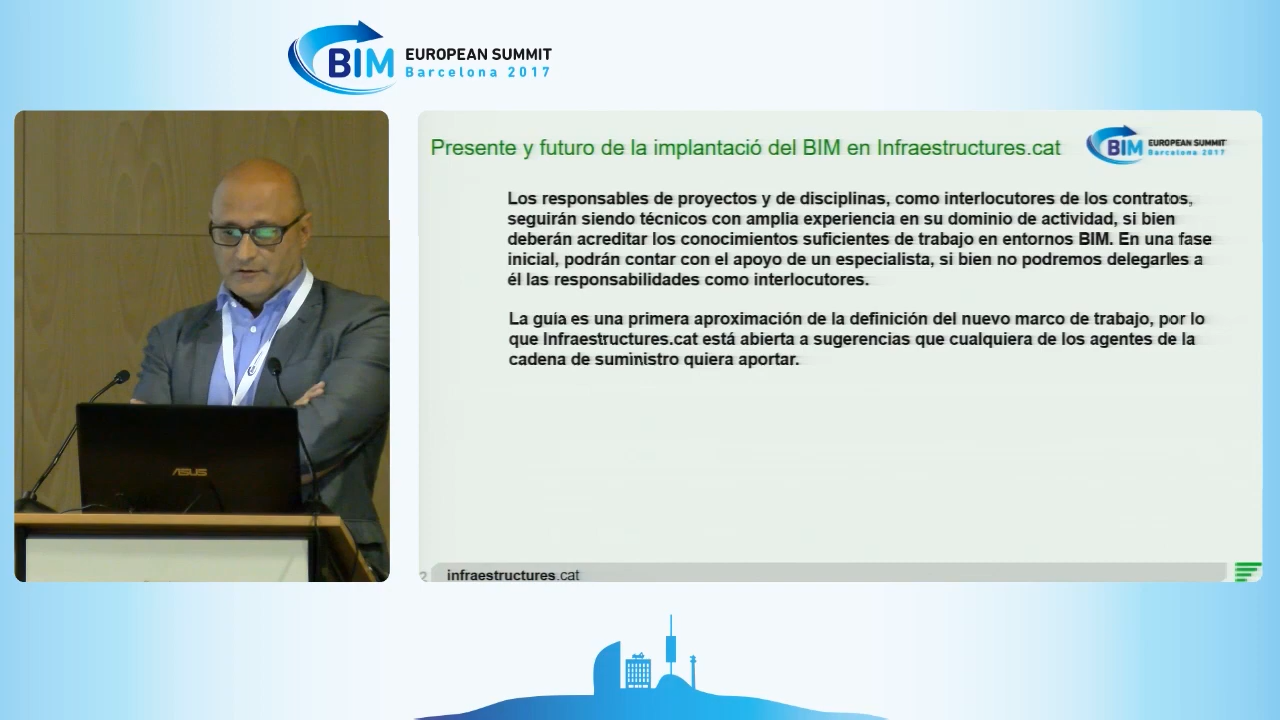 BIM EUROPEAN SUMMIT
Barcelona 2017
Presente y futuro de la implantació del BIM en Infraestructures.cat
BIM EUROPEAN SUMMIT
Barcelona 2017
Los responsables de proyectos y de disciplinas, como interlocutores de los contratos,
seguirán siendo técnicos con amplia experiencia en su dominio de actividad, si bien
deberán acreditar los conocimientos suficientes de trabajo en entornos BIM. En una fase
inicial, podrán contar con el apoyo de un especialista, si bien no podremos delegarles a
él las responsabilidades como interlocutores.
La guía es una primera aproximación de la definición del nuevo marco de trabajo, por lo
que Infraestructures.cat está abierta a sugerencias que cualquiera de los agentes de la
cadena de suministro quiera aportar.
ASUS
infraestructures.cat